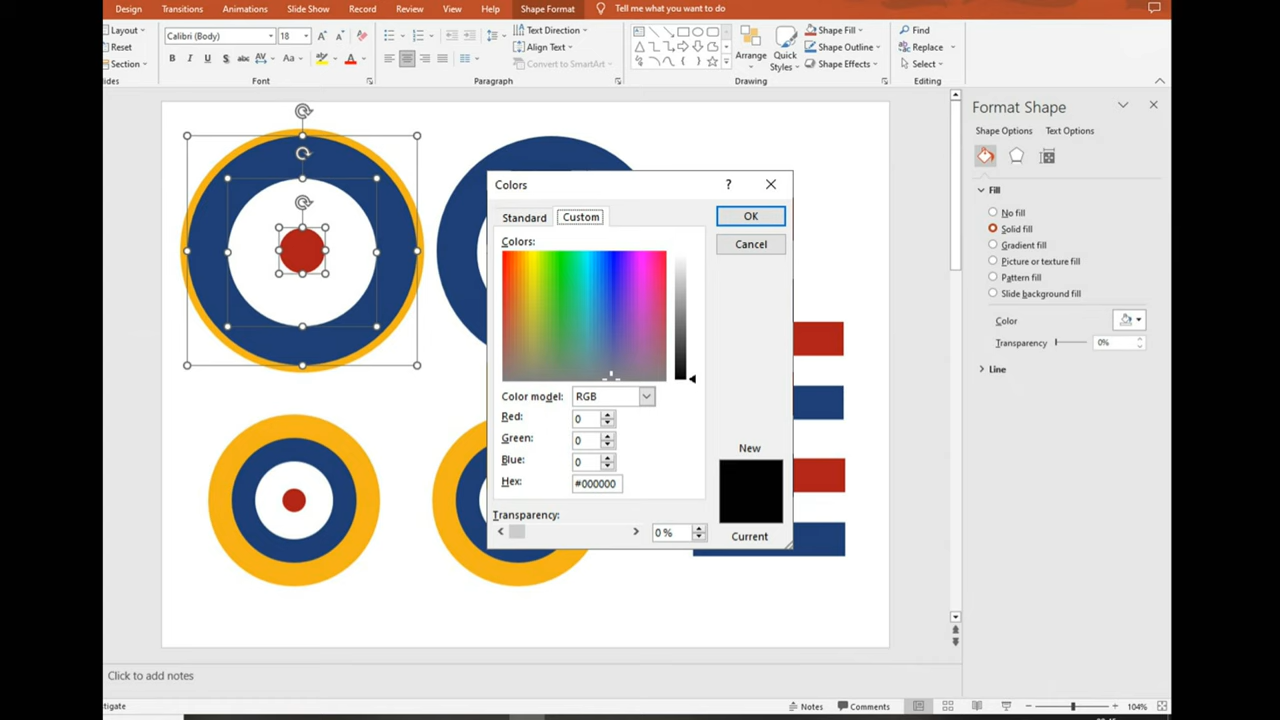 Design Transitions Animations Slide Show Record Review View Help Shape Format Tell me what you want to do
Layout
Reset
Section
Calibri (Body) 18
B I U S AV Aa A
Font
Text Direction
Align Text
Convert to SmartArt
Paragraph
Arrange
Quick
Styles
Shape Fill
Shape Outline
Shape Effects
Drawing
Find
Replace
Select
Editing
Format Shape
Shape Options Text Options
Fill
No fill
Solid fill
Gradient fill
Picture or texture fill
Pattern fill
Slide background fill
Color
Transparency 0%
Line
Colors ?
Standard Custom
OK
Cancel
Colors:
Color model: RGB
Red: 0
Green: 0
Blue: 0
Hex: #000000
Transparency: 0 %
New
Current
Click to add notes
tigate Notes Comments 104%